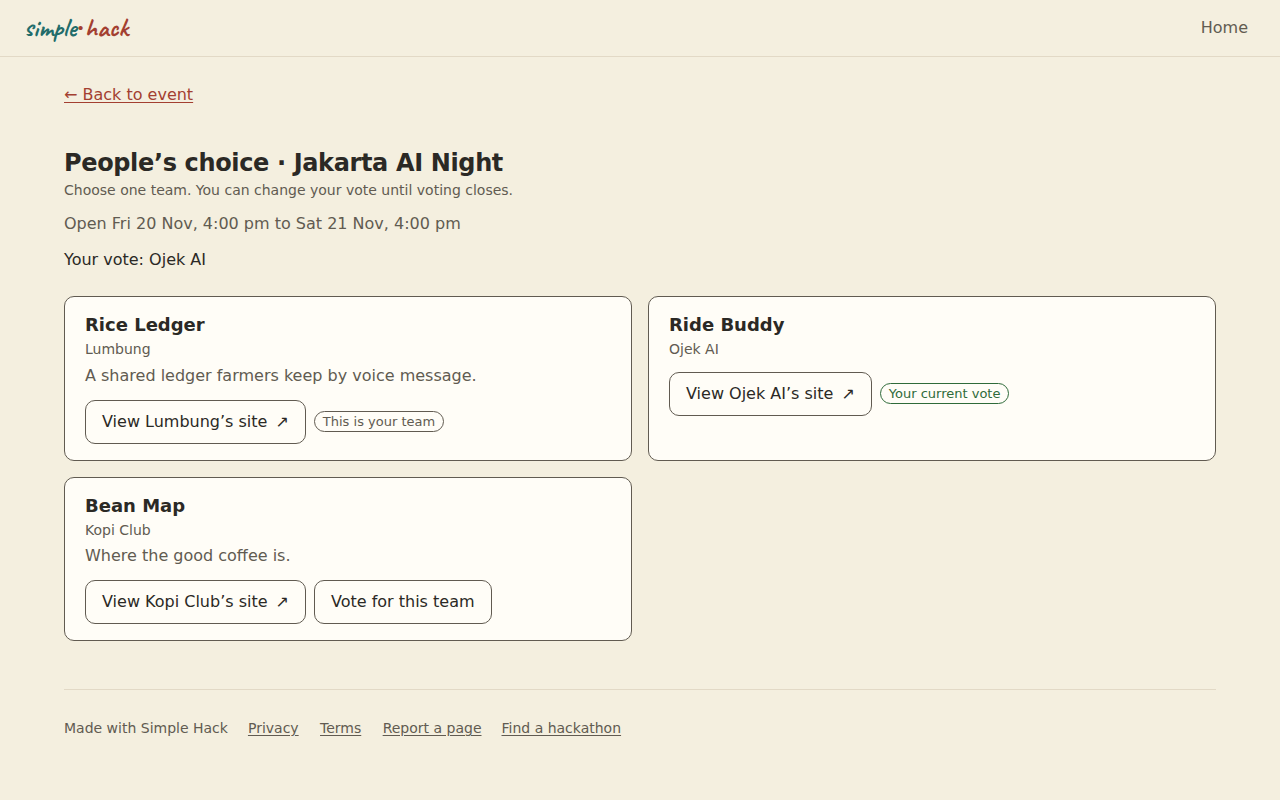 simple·hack
Home
← Back to event
People’s choice · Jakarta AI Night
Choose one team. You can change your vote until voting closes.
Open Fri 20 Nov, 4:00 pm to Sat 21 Nov, 4:00 pm
Your vote: Ojek AI
Rice Ledger
Lumbung
A shared ledger farmers keep by voice message.
View Lumbung’s site ↗
This is your team
Ride Buddy
Ojek AI
View Ojek AI’s site ↗
Your current vote
Bean Map
Kopi Club
Where the good coffee is.
View Kopi Club’s site ↗
Vote for this team
Made with Simple Hack
Privacy
Terms
Report a page
Find a hackathon